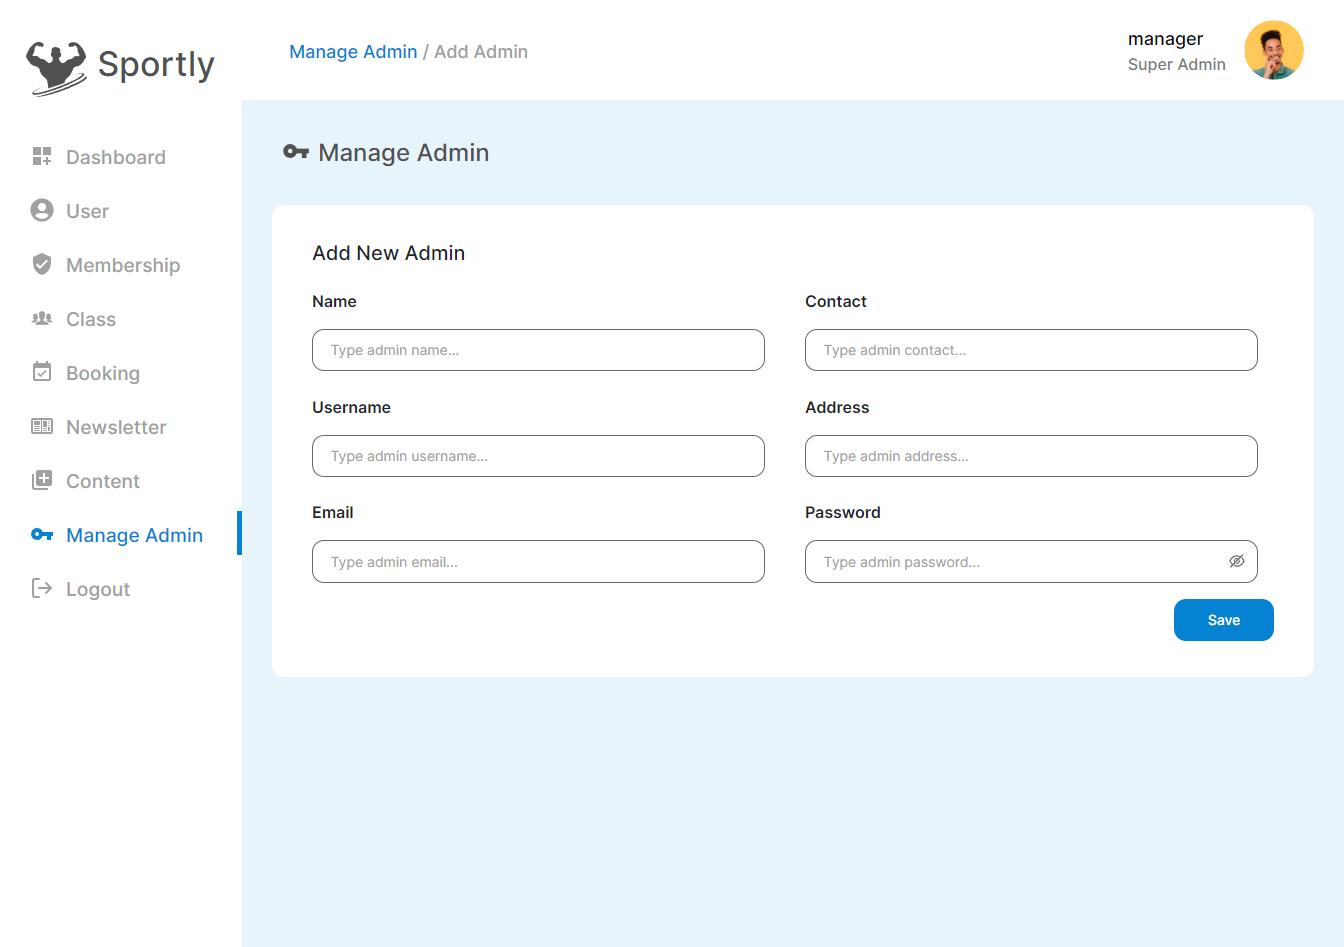 Sportly
Manage Admin / Add Admin
manager
Super Admin
Dashboard
User
Membership
Class
Booking
Newsletter
Content
Manage Admin
Logout
Manage Admin
Add New Admin
Name
Contact
Type admin name...
Type admin contact...
Username
Address
Type admin username...
Type admin address...
Email
Password
Type admin email...
Type admin password...
Save